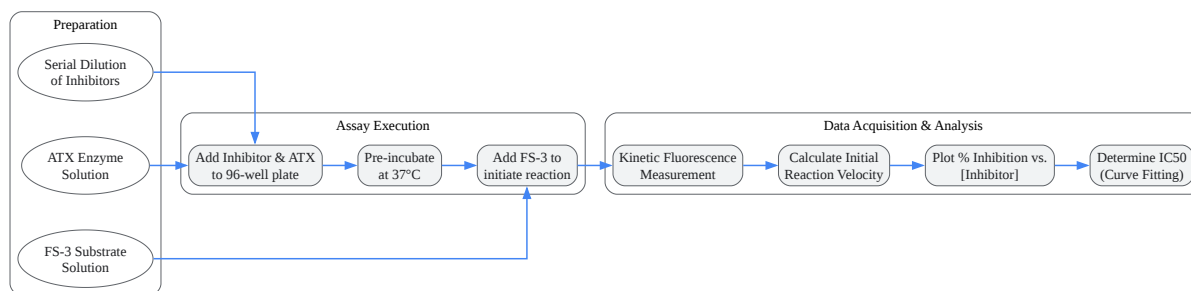 Preparation
Serial Dilution
of Inhibitors
ATX Enzyme
Solution
FS-3 Substrate
Solution
Assay Execution
Add Inhibitor & ATX
to 96-well plate
Pre-incubate
at 37°C
Add FS-3 to
initiate reaction
Data Acquisition & Analysis
Kinetic Fluorescence
Measurement
Calculate Initial
Reaction Velocity
Plot % Inhibition vs.
[Inhibitor]
Determine IC50
(Curve Fitting)